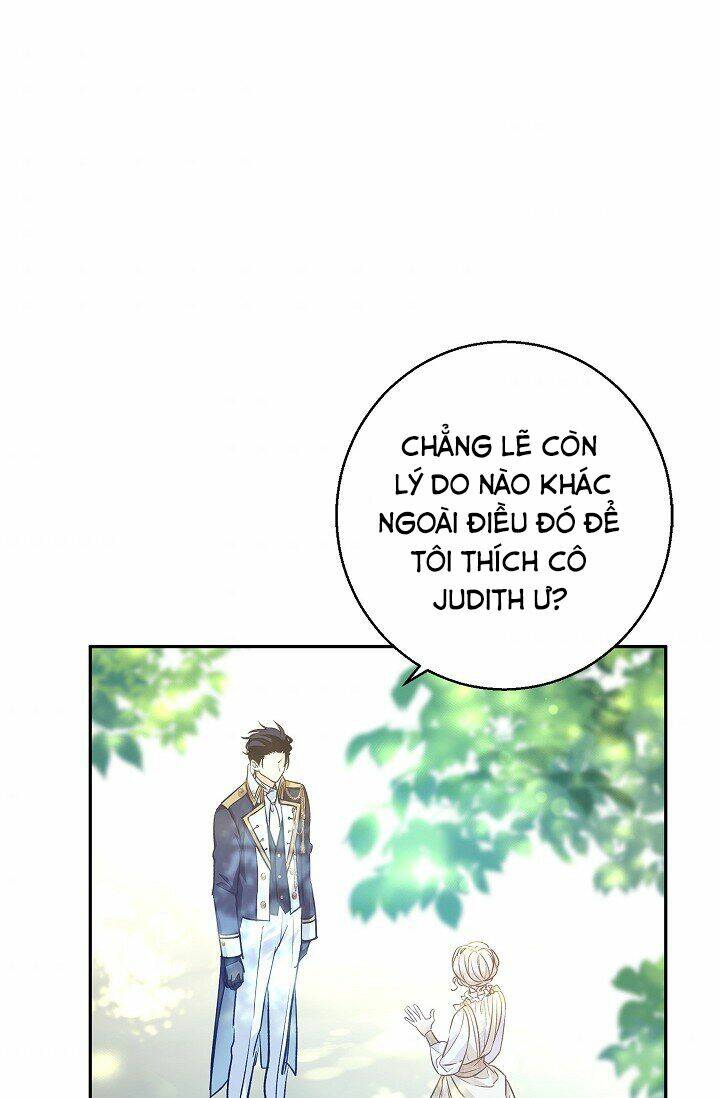 CHẲNG LẼ CÒN
LÝ DO NÀO KHÁC
NGOÀI ĐIỀU ĐÓ ĐỂ
TÔI THÍCH CÔ
JUDITH Ư?